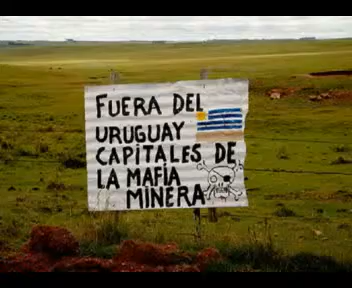 FUERA DEL
URUGUAY
CAPITALES DE
LA MAFIA
MINERA